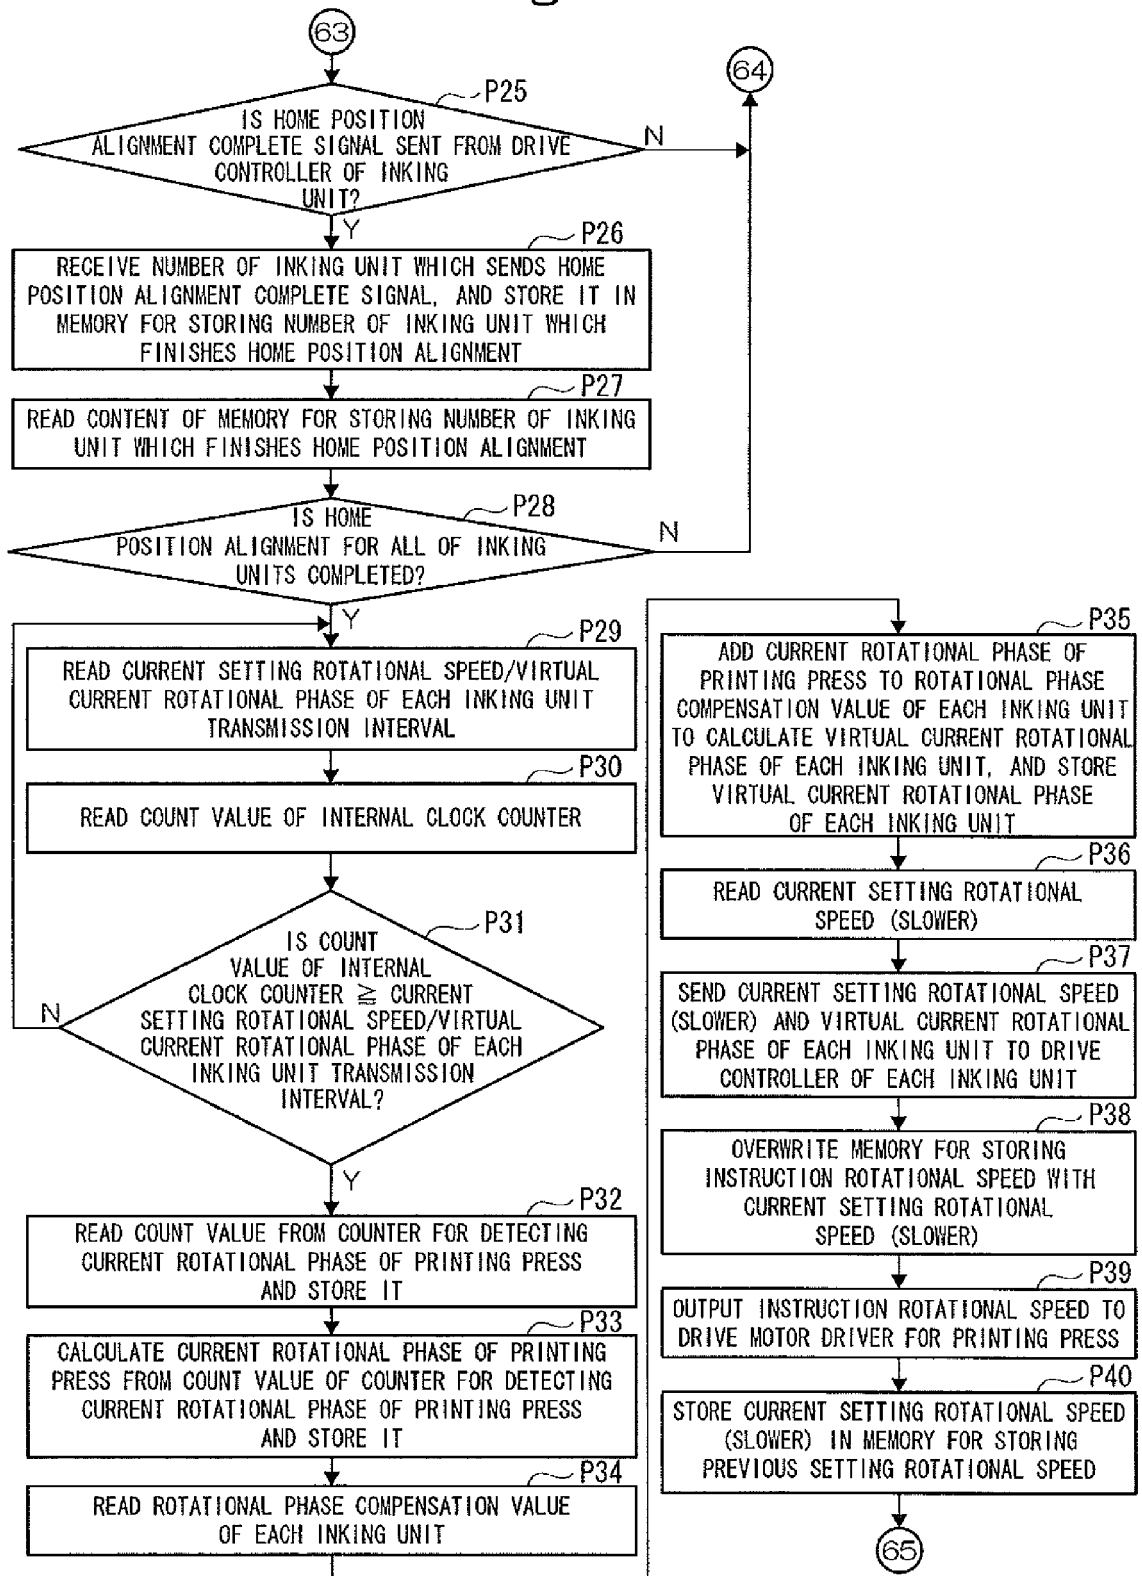 g
63
P25
IS HOME POSITION
ALIGNMENT COMPLETE SIGNAL SENT FROM DRIVE
CONTROLLER OF INKING
UNIT?
N
64
Y
P26
RECEIVE NUMBER OF INKING UNIT WHICH SENDS HOME
POSITION ALIGNMENT COMPLETE SIGNAL, AND STORE IT IN
MEMORY FOR STORING NUMBER OF INKING UNIT WHICH
FINISHES HOME POSITION ALIGNMENT
P27
READ CONTENT OF MEMORY FOR STORING NUMBER OF INKING
UNIT WHICH FINISHES HOME POSITION ALIGNMENT
P28
IS HOME
POSITION ALIGNMENT FOR ALL OF INKING
UNITS COMPLETED?
N
Y
P29
READ CURRENT SETTING ROTATIONAL SPEED/VIRTUAL
CURRENT ROTATIONAL PHASE OF EACH INKING UNIT
TRANSMISSION INTERVAL
P30
READ COUNT VALUE OF INTERNAL CLOCK COUNTER
P31
IS COUNT
VALUE OF INTERNAL
CLOCK COUNTER ≧ CURRENT
SETTING ROTATIONAL SPEED/VIRTUAL
CURRENT ROTATIONAL PHASE OF EACH
INKING UNIT TRANSMISSION
INTERVAL?
N
Y
P32
READ COUNT VALUE FROM COUNTER FOR DETECTING
CURRENT ROTATIONAL PHASE OF PRINTING PRESS
AND STORE IT
P33
CALCULATE CURRENT ROTATIONAL PHASE OF PRINTING
PRESS FROM COUNT VALUE OF COUNTER FOR DETECTING
CURRENT ROTATIONAL PHASE OF PRINTING PRESS
AND STORE IT
P34
READ ROTATIONAL PHASE COMPENSATION VALUE
OF EACH INKING UNIT
P35
ADD CURRENT ROTATIONAL PHASE OF
PRINTING PRESS TO ROTATIONAL PHASE
COMPENSATION VALUE OF EACH INKING UNIT
TO CALCULATE VIRTUAL CURRENT ROTATIONAL
PHASE OF EACH INKING UNIT, AND STORE
VIRTUAL CURRENT ROTATIONAL PHASE
OF EACH INKING UNIT
P36
READ CURRENT SETTING ROTATIONAL
SPEED (SLOWER)
P37
SEND CURRENT SETTING ROTATIONAL SPEED
(SLOWER) AND VIRTUAL CURRENT ROTATIONAL
PHASE OF EACH INKING UNIT TO DRIVE
CONTROLLER OF EACH INKING UNIT
P38
OVERWRITE MEMORY FOR STORING
INSTRUCTION ROTATIONAL SPEED WITH
CURRENT SETTING ROTATIONAL
SPEED (SLOWER)
P39
OUTPUT INSTRUCTION ROTATIONAL SPEED TO
DRIVE MOTOR DRIVER FOR PRINTING PRESS
P40
STORE CURRENT SETTING ROTATIONAL SPEED
(SLOWER) IN MEMORY FOR STORING
PREVIOUS SETTING ROTATIONAL SPEED
65